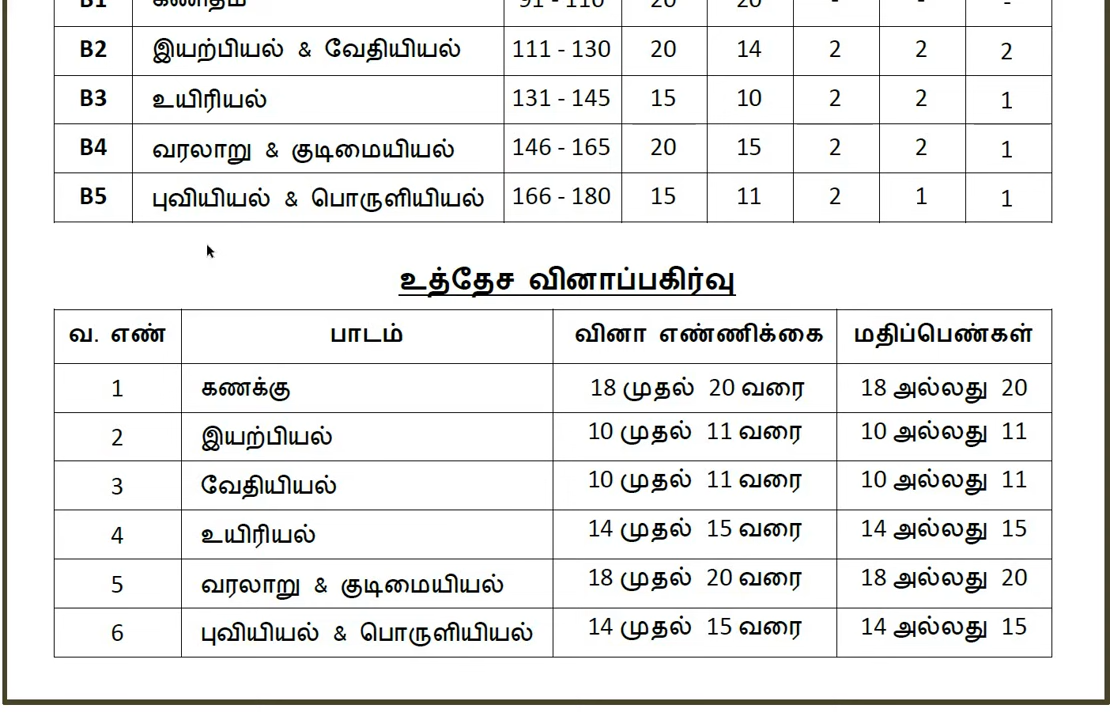 B1 கணிதம் 91 - 110 20 20 - - -
B2 இயற்பியல் & வேதியியல் 111 - 130 20 14 2 2 2
B3 உயிரியல் 131 - 145 15 10 2 2 1
B4 வரலாறு & குடிமையியல் 146 - 165 20 15 2 2 1
B5 புவியியல் & பொருளியியல் 166 - 180 15 11 2 1 1
உத்தேச வினாப்பகிர்வு
வ. எண் பாடம் வினா எண்ணிக்கை மதிப்பெண்கள்
1 கணக்கு 18 முதல் 20 வரை 18 அல்லது 20
2 இயற்பியல் 10 முதல் 11 வரை 10 அல்லது 11
3 வேதியியல் 10 முதல் 11 வரை 10 அல்லது 11
4 உயிரியல் 14 முதல் 15 வரை 14 அல்லது 15
5 வரலாறு & குடிமையியல் 18 முதல் 20 வரை 18 அல்லது 20
6 புவியியல் & பொருளியியல் 14 முதல் 15 வரை 14 அல்லது 15